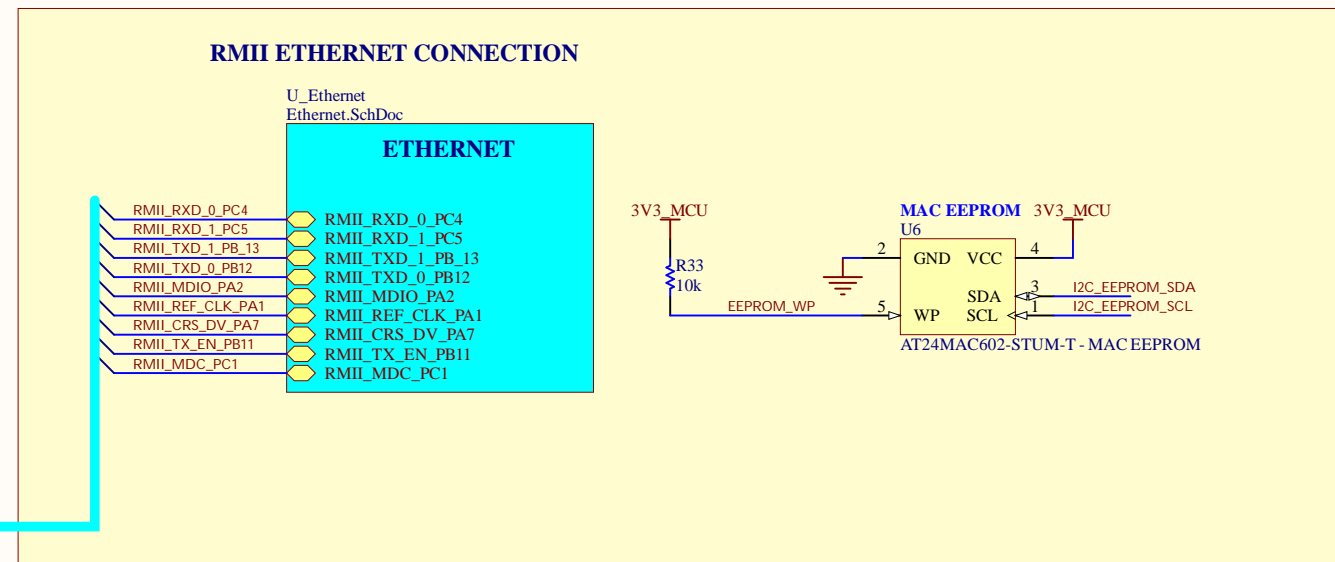 RMII ETHERNET CONNECTION
U_Ethernet
Ethernet.SchDoc
ETHERNET
RMII_RXD_0_PC4
RMII_RXD_1_PC5
RMII_TXD_1_PB_13
RMII_TXD_0_PB12
RMII_MDIO_PA2
RMII_REF_CLK_PA1
RMII_CRS_DV_PA7
RMII_TX_EN_PB11
RMII_MDC_PC1
RMII_RXD_0_PC4
RMII_RXD_1_PC5
RMII_TXD_1_PB_13
RMII_TXD_0_PB12
RMII_MDIO_PA2
RMII_REF_CLK_PA1
RMII_CRS_DV_PA7
RMII_TX_EN_PB11
RMII_MDC_PC1
3V3_MCU
R33
10k
EEPROM_WP
MAC EEPROM
3V3_MCU
U6
2 GND VCC 4
SDA 3 I2C_EEPROM_SDA
5 WP SCL 1 I2C_EEPROM_SCL
AT24MAC602-STUM-T - MAC EEPROM